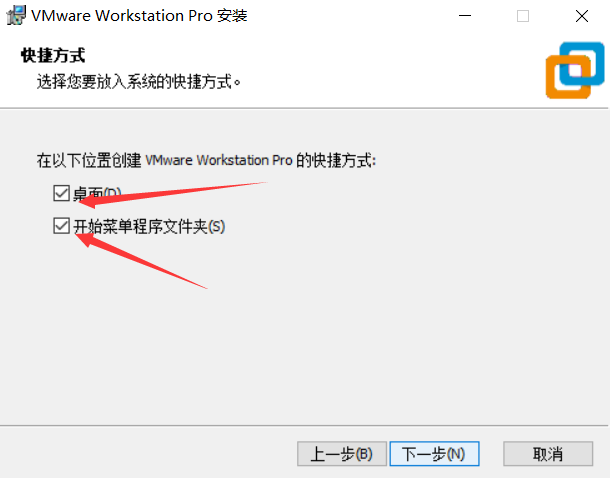 VMware Workstation Pro 安装
快捷方式
选择您要放入系统的快捷方式。
在以下位置创建 VMware Workstation Pro 的快捷方式:
桌面(D)
开始菜单程序文件夹(S)
上一步(B) 下一步(N) 取消